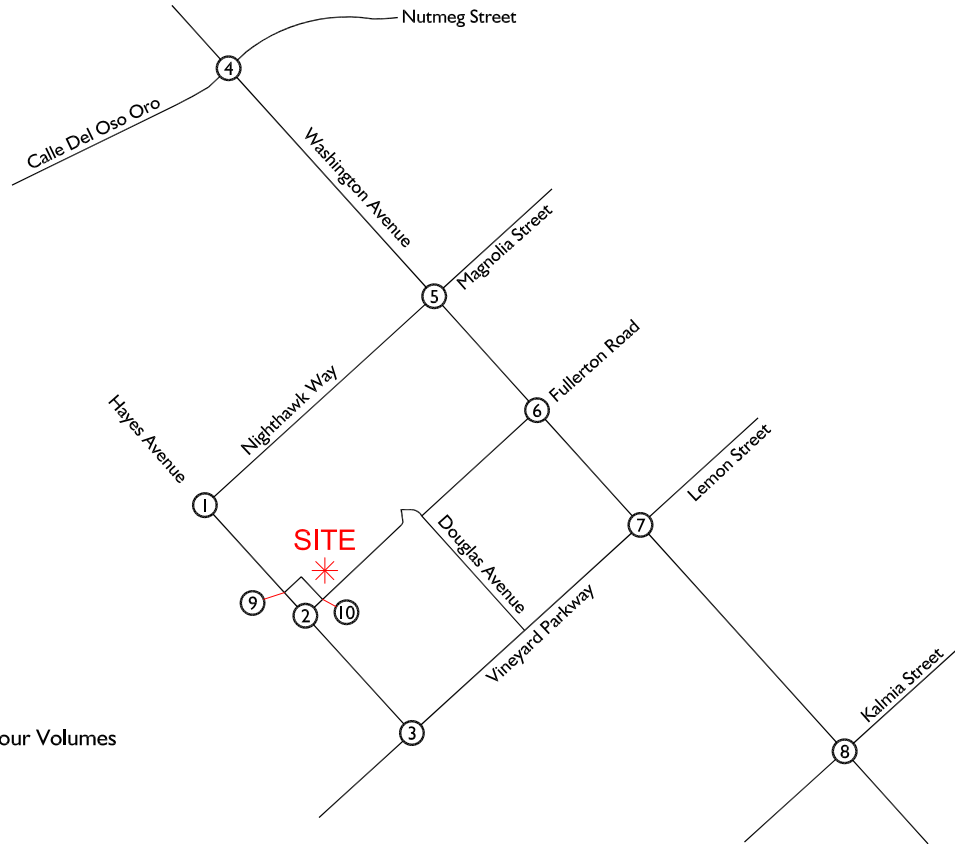 Nutmeg Street
4
Calle Del Oso Oro
Washington Avenue
Magnolia Street
5
Fullerton Road
Nighthawk Way
6
Hayes Avenue
Lemon Street
1
7
SITE
Douglas Avenue
9
2
10
Vineyard Parkway
Kalmia Street
3
our Volumes
8